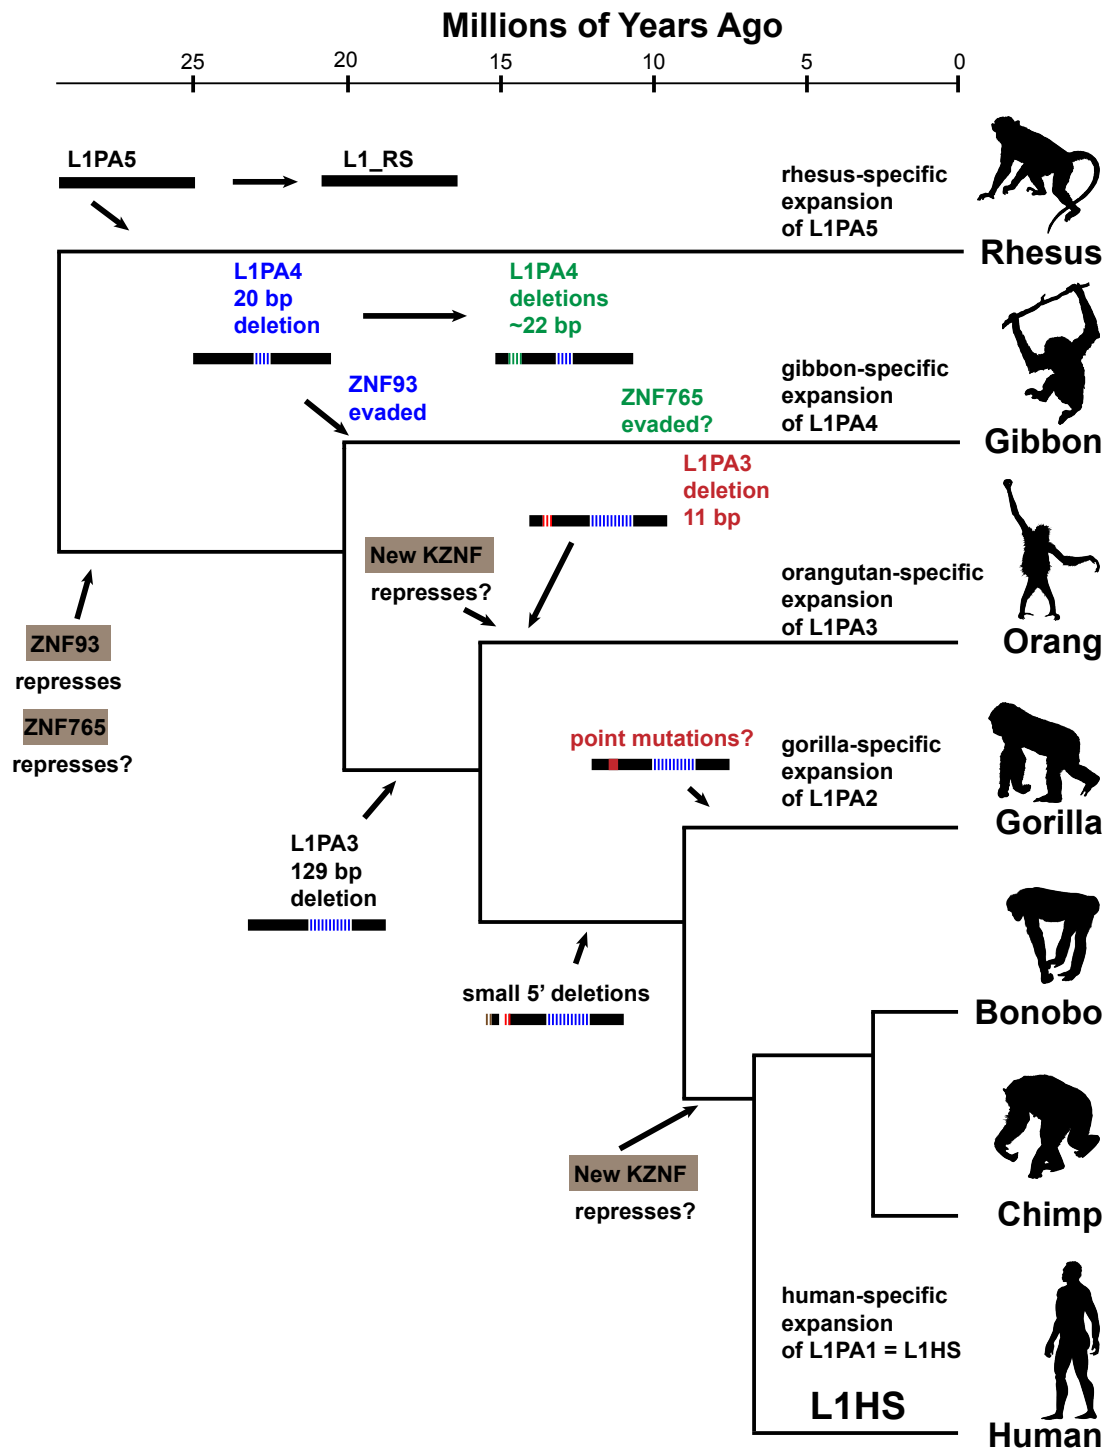 Millions of Years Ago
25 20 15 10 5 0
L1PA5
L1_RS
rhesus-specific
expansion
of L1PA5
Rhesus
L1PA4
20 bp
deletion
L1PA4
deletions
~22 bp
ZNF93
evaded
ZNF765
evaded?
gibbon-specific
expansion
of L1PA4
Gibbon
L1PA3
deletion
11 bp
New KZNF
represses?
orangutan-specific
expansion
of L1PA3
Orang
ZNF93
represses
ZNF765
represses?
point mutations?
gorilla-specific
expansion
of L1PA2
Gorilla
L1PA3
129 bp
deletion
small 5’ deletions
Bonobo
New KZNF
represses?
Chimp
human-specific
expansion
of L1PA1 = L1HS
L1HS
Human